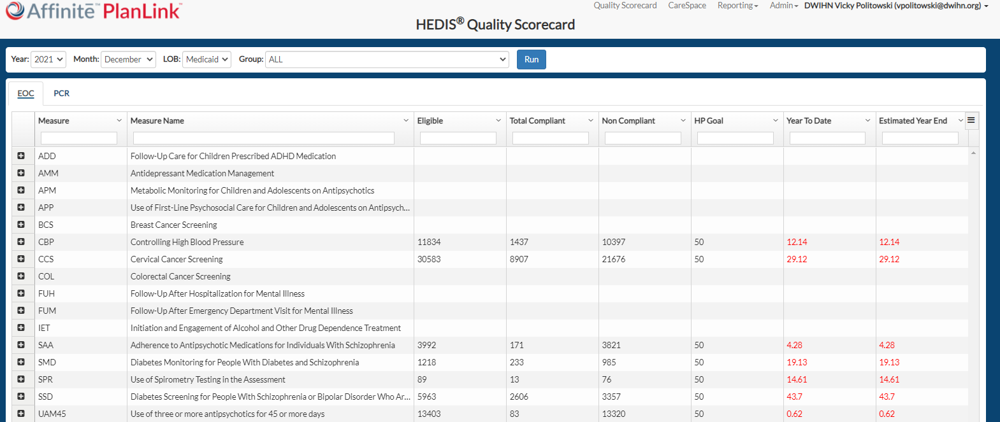 Affinitē™ PlanLink™
Quality Scorecard CareSpace Reporting Admin DWIHN Vicky Politowski (vpolitowski@dwihn.org)
HEDIS® Quality Scorecard
Year: 2021 Month: December LOB: Medicaid Group: ALL Run
EOC PCR
Measure Measure Name Eligible Total Compliant Non Compliant HP Goal Year To Date Estimated Year End
ADD Follow-Up Care for Children Prescribed ADHD Medication
AMM Antidepressant Medication Management
APM Metabolic Monitoring for Children and Adolescents on Antipsychotics
APP Use of First-Line Psychosocial Care for Children and Adolescents on Antipsych...
BCS Breast Cancer Screening
CBP Controlling High Blood Pressure 11834 1437 10397 50 12.14 12.14
CCS Cervical Cancer Screening 30583 8907 21676 50 29.12 29.12
COL Colorectal Cancer Screening
FUH Follow-Up After Hospitalization for Mental Illness
FUM Follow-Up After Emergency Department Visit for Mental Illness
IET Initiation and Engagement of Alcohol and Other Drug Dependence Treatment
SAA Adherence to Antipsychotic Medications for Individuals With Schizophrenia 3992 171 3821 50 4.28 4.28
SMD Diabetes Monitoring for People With Diabetes and Schizophrenia 1218 233 985 50 19.13 19.13
SPR Use of Spirometry Testing in the Assessment 89 13 76 50 14.61 14.61
SSD Diabetes Screening for People With Schizophrenia or Bipolar Disorder Who Ar... 5963 2606 3357 50 43.7 43.7
UAM45 Use of three or more antipsychotics for 45 or more days 13403 83 13320 50 0.62 0.62